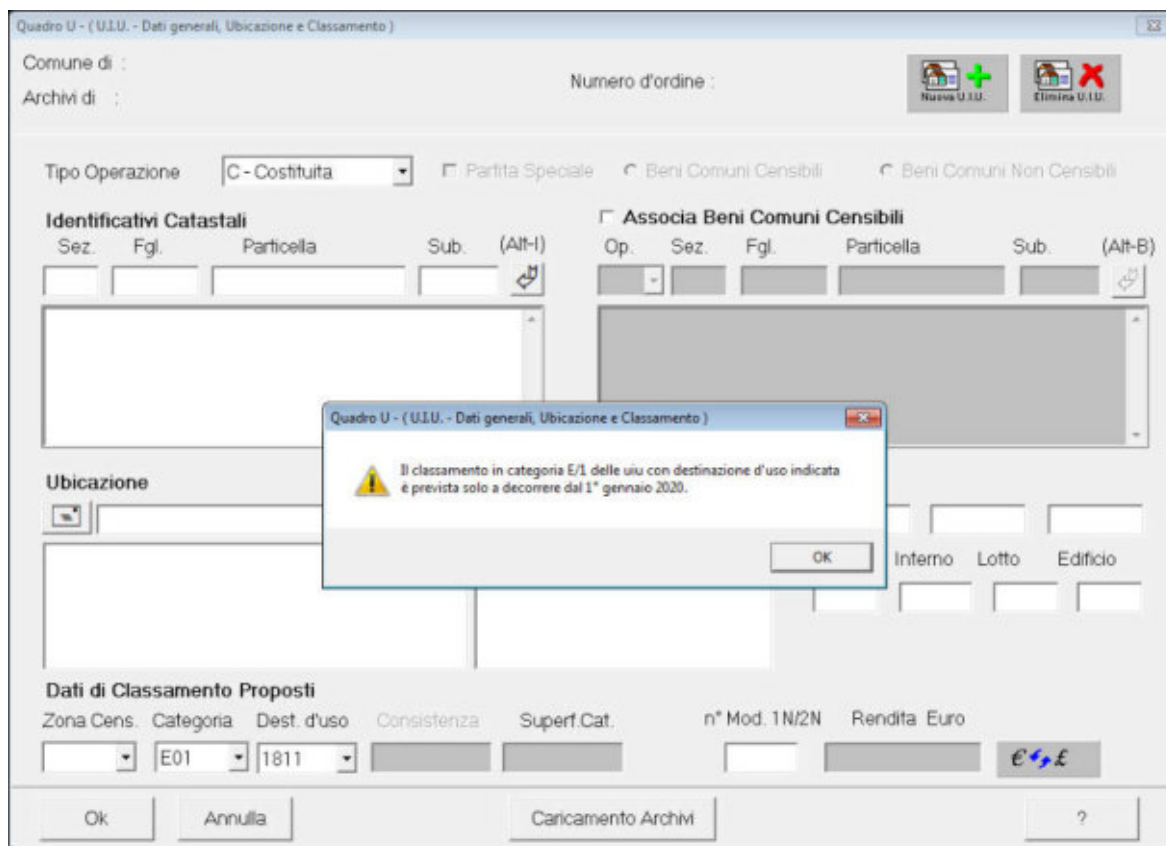 Quadro U - ( U.I.U. - Dati generali, Ubicazione e Classamento )
Comune di :
Archivi di :
Numero d'ordine :
Nuova U.I.U.
Elimina U.I.U.
Tipo Operazione
C - Costituita
Partita Speciale
Beni Comuni Censibili
Beni Comuni Non Censibili
Identificativi Catastali
Associa Beni Comuni Censibili
Sez. Fgl. Particella Sub. (Alt-I)
Op. Sez. Fgl. Particella Sub. (Alt-B)
Quadro U - ( U.I.U. - Dati generali, Ubicazione e Classamento )
Il classamento in categoria E/1 delle uiu con destinazione d'uso indicata
è prevista solo a decorrere dal 1° gennaio 2020.
OK
Ubicazione
Interno Lotto Edificio
Dati di Classamento Proposti
Zona Cens. Categoria Dest. d'uso Consistenza Superf.Cat. n° Mod. 1N/2N Rendita Euro
E01 1811
€ £
Ok Annulla Caricamento Archivi ?